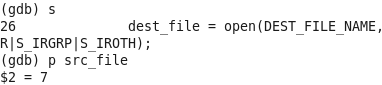 (gdb) s
26              dest_file = open(DEST_FILE_NAME,
R|S_IRGRP|S_IROTH);
(gdb) p src_file
$2 = 7